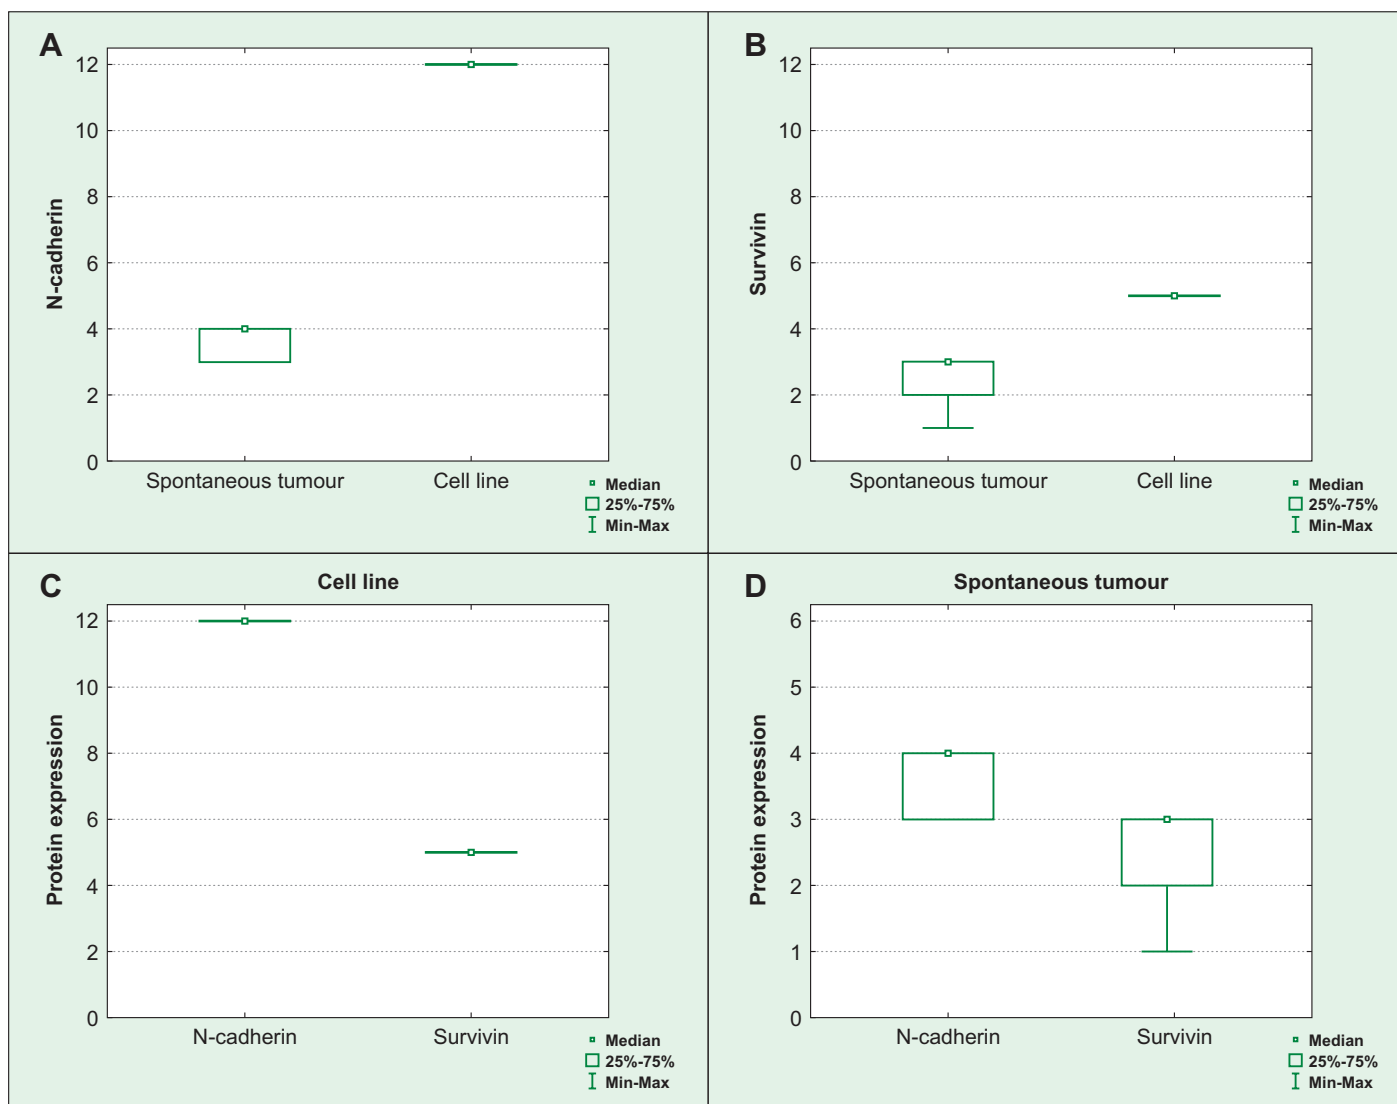 A
N-cadherin
12
10
8
6
4
2
0
Spontaneous tumour
Cell line
Median
25%-75%
Min-Max
B
Survivin
12
10
8
6
4
2
0
Spontaneous tumour
Cell line
Median
25%-75%
Min-Max
C
Cell line
Protein expression
12
10
8
6
4
2
0
N-cadherin
Survivin
Median
25%-75%
Min-Max
D
Spontaneous tumour
Protein expression
6
5
4
3
2
1
0
N-cadherin
Survivin
Median
25%-75%
Min-Max